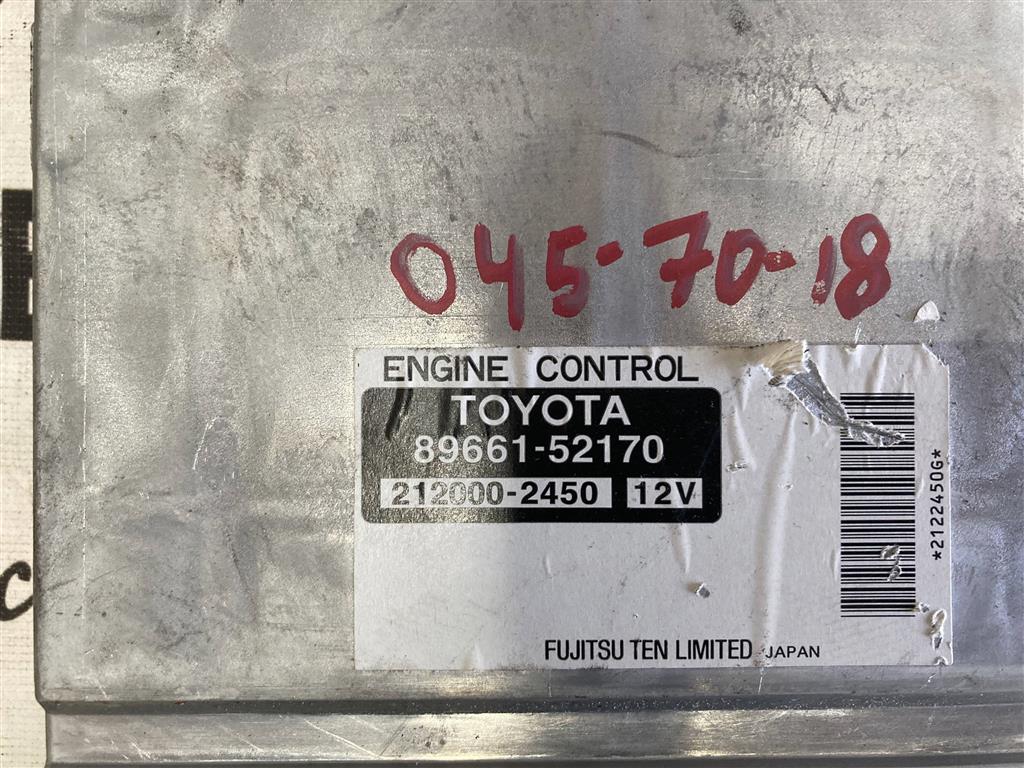 045-70-18
ENGINE CONTROL
TOYOTA
89661-52170
212000-2450 12V
*2122450G*
FUJITSU TEN LIMITED JAPAN